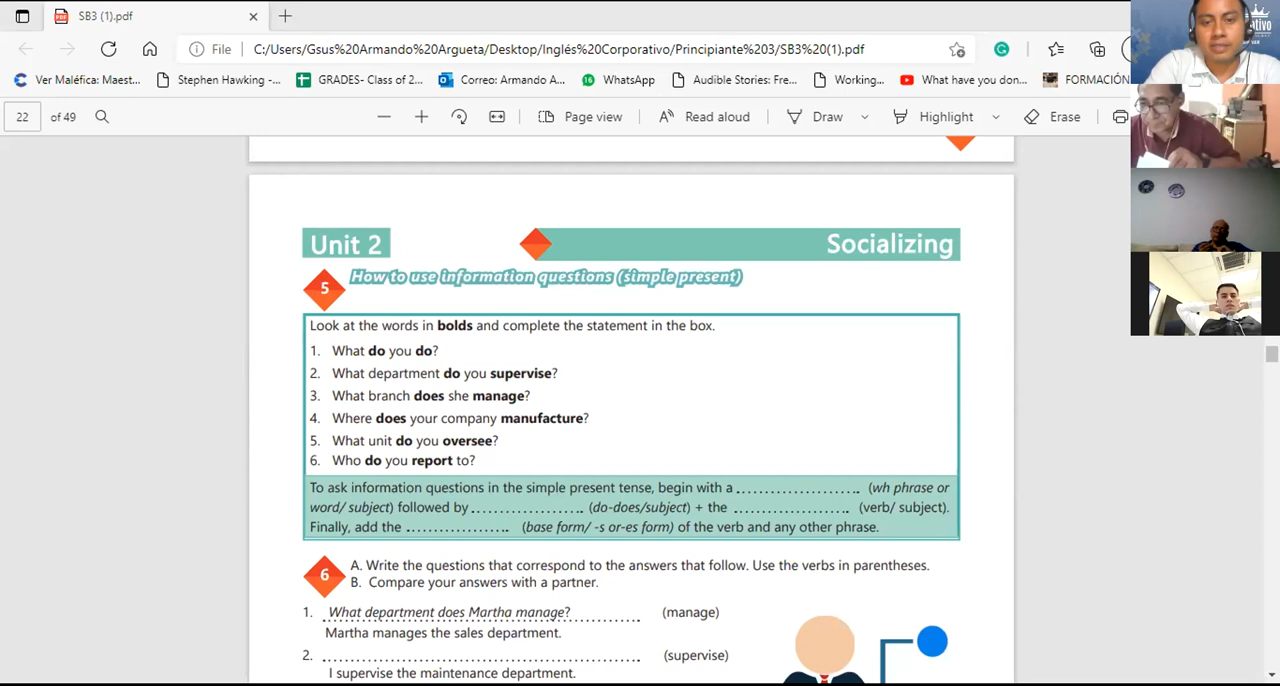 SB3 (1).pdf
File C:/Users/Gsus%20Armando%20Argueta/Desktop/Ingles%20Corporativo/Principiante%203/SB3%20(1).pdf
Ver Maléfica: Maest... Stephen Hawking -... GRADES- Class of 2... Correo: Armando A... WhatsApp Audible Stories: Fre... Working... What have you don... FORMACIÓN
22 of 49 Page view Read aloud Draw Highlight Erase
Unit 2 Socializing
5 How to use information questions (simple present)
Look at the words in bolds and complete the statement in the box.
1. What do you do?
2. What department do you supervise?
3. What branch does she manage?
4. Where does your company manufacture?
5. What unit do you oversee?
6. Who do you report to?
To ask information questions in the simple present tense, begin with a ..................... (wh phrase or
word/ subject) followed by ................... (do-does/subject) + the .................... (verb/ subject).
Finally, add the .................. (base form/ -s or-es form) of the verb and any other phrase.
6 A. Write the questions that correspond to the answers that follow. Use the verbs in parentheses.
B. Compare your answers with a partner.
1. What department does Martha manage? (manage)
Martha manages the sales department.
2. ........................................................ (supervise)
I supervise the maintenance department.